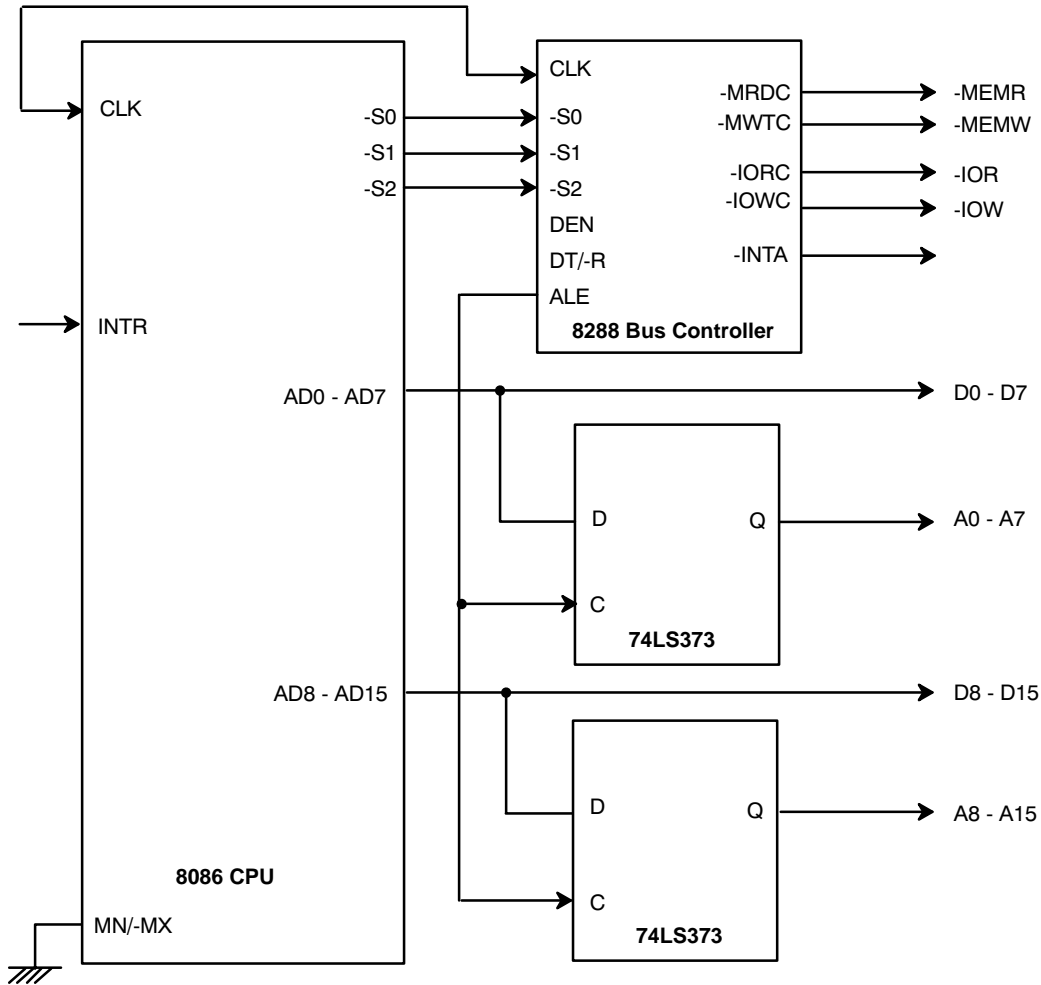 CLK
-S0
-S1
-S2
INTR
AD0 - AD7
AD8 - AD15
8086 CPU
MN/-MX
CLK
-S0
-S1
-S2
DEN
DT/-R
ALE
-MRDC
-MWTC
-IORC
-IOWC
-INTA
8288 Bus Controller
-MEMR
-MEMW
-IOR
-IOW
D0 - D7
D
Q
C
74LS373
A0 - A7
D8 - D15
D
Q
C
74LS373
A8 - A15